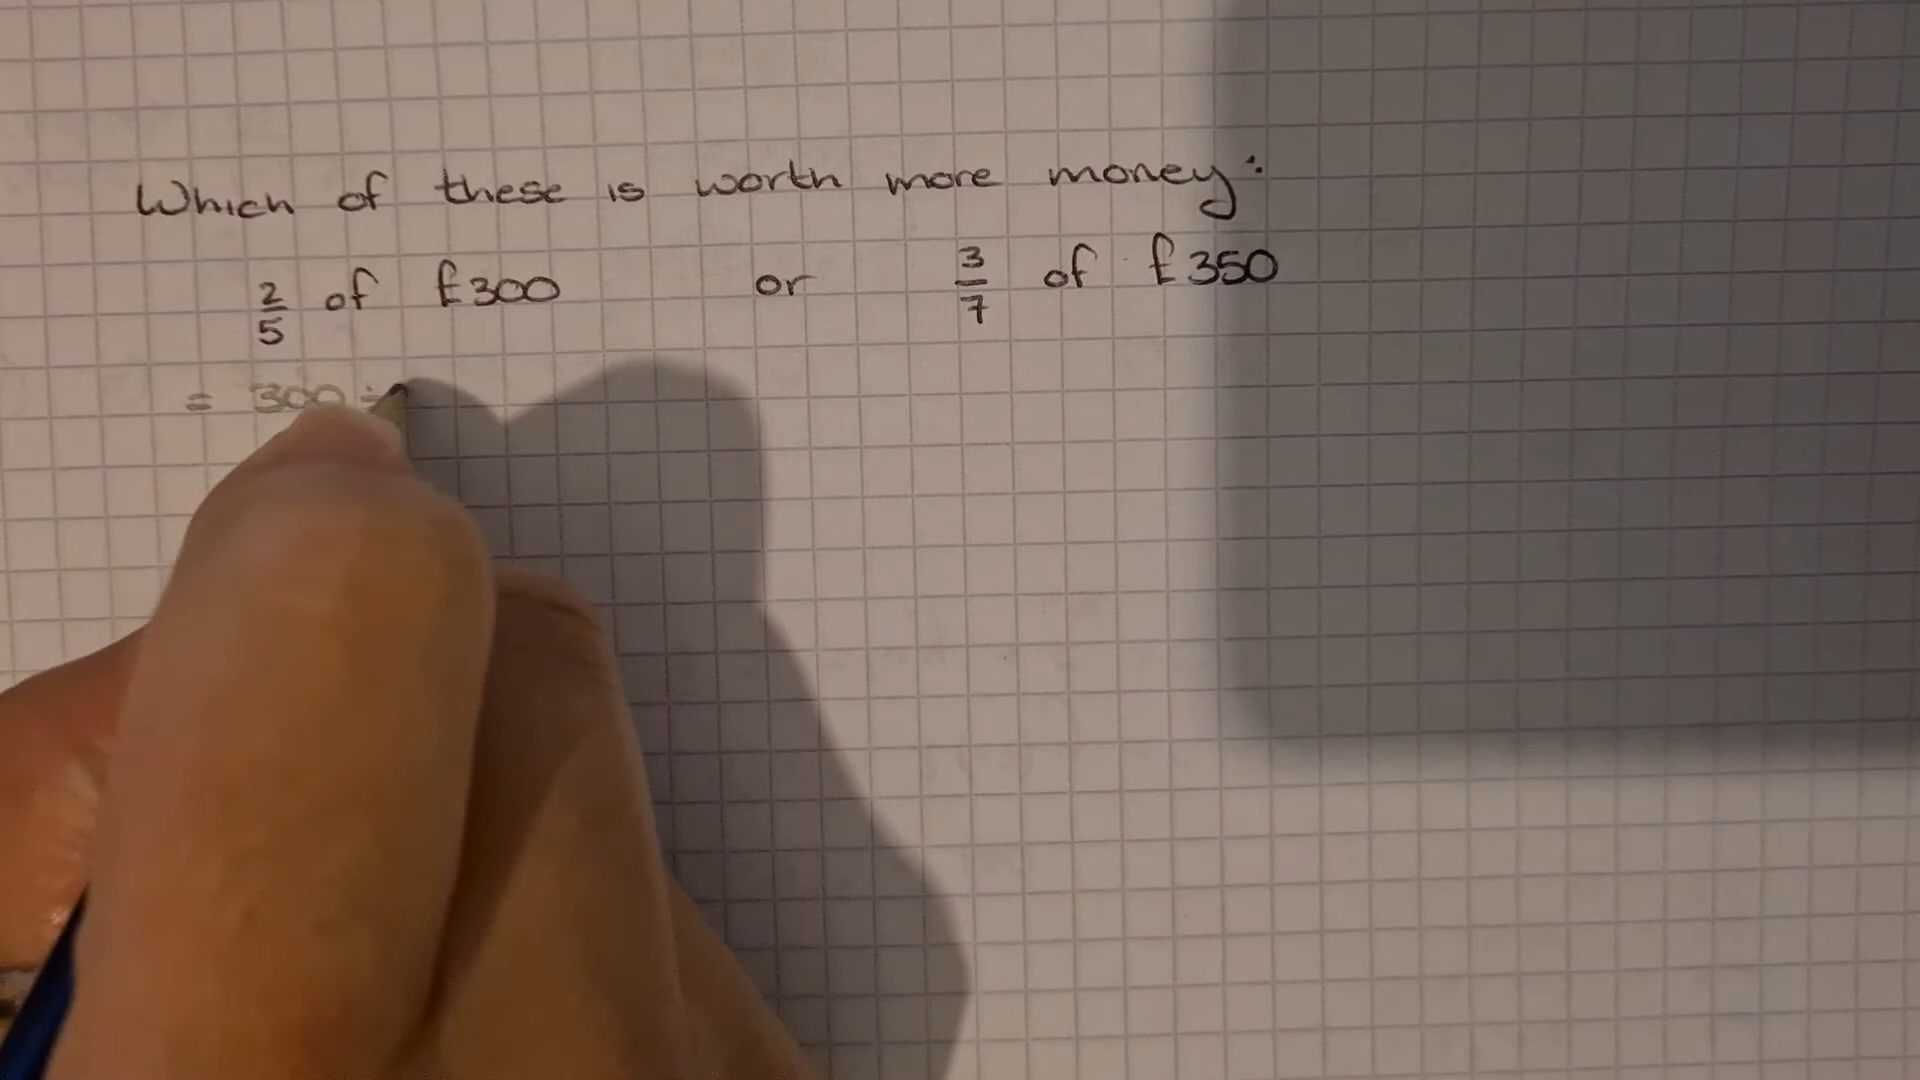 Which of these is worth more money:
2/5 of £300 or 3/7 of £350
= 300 ÷